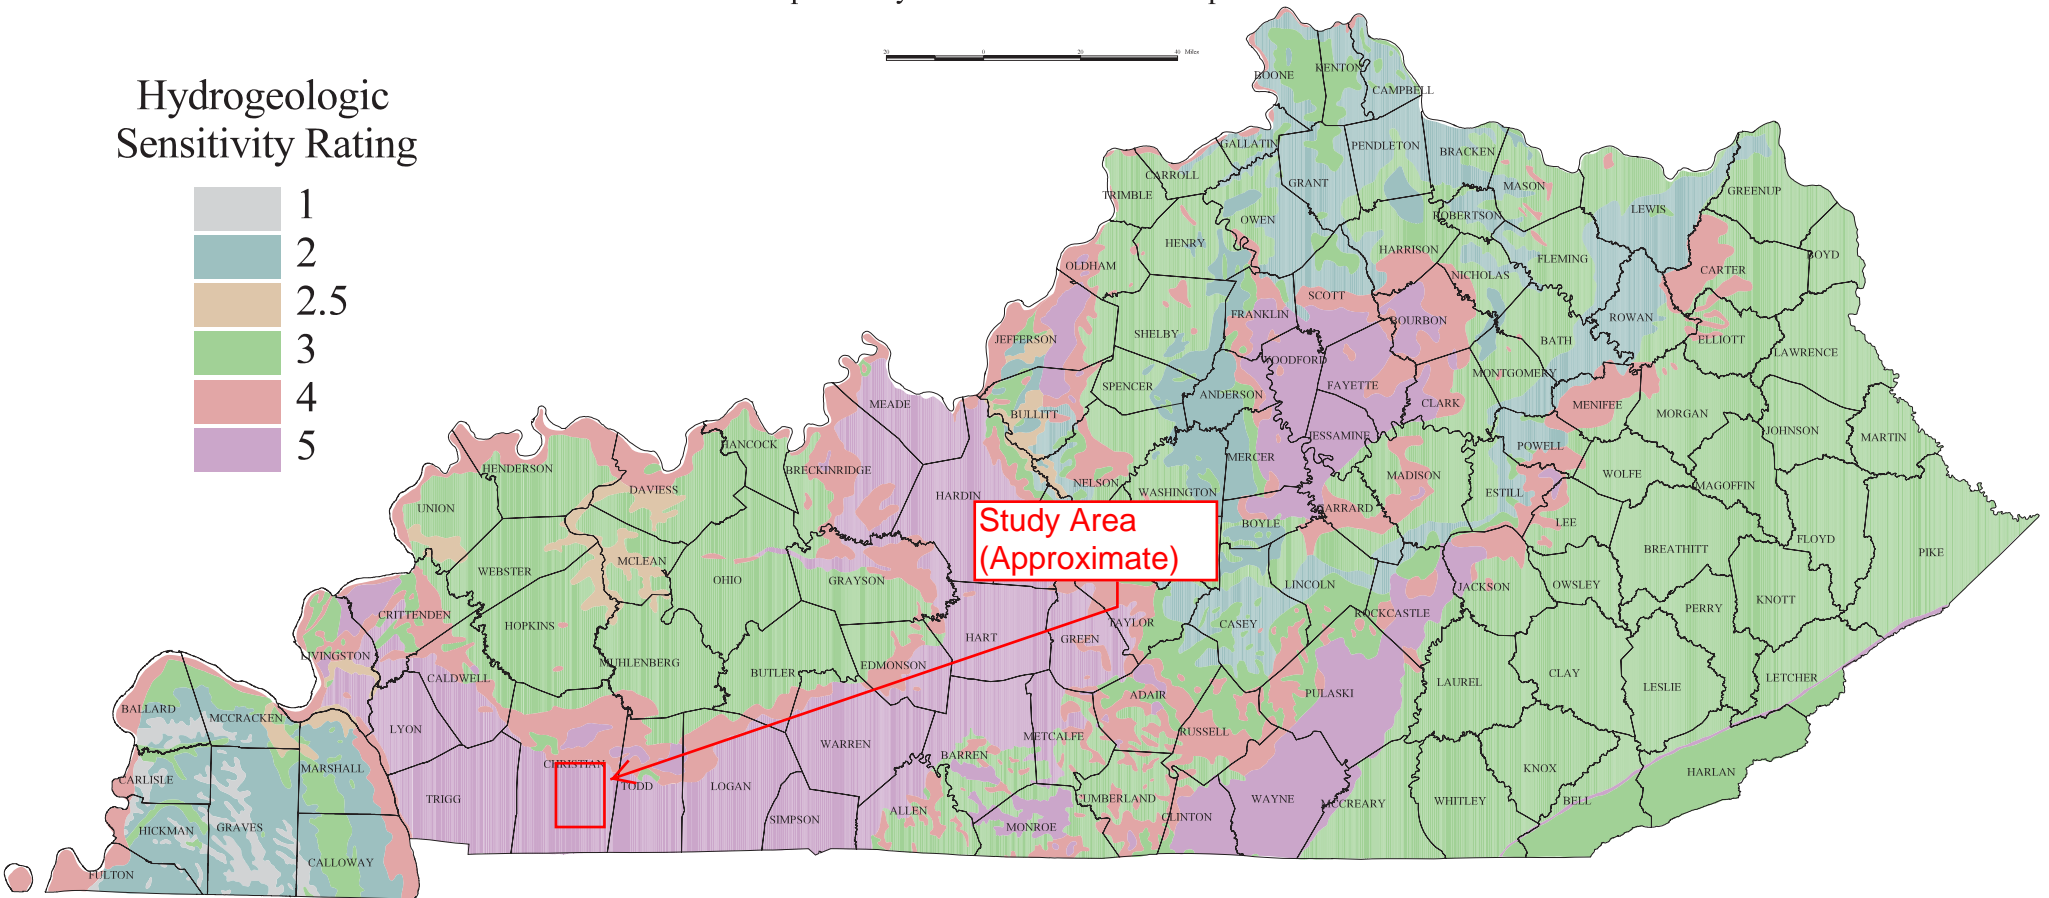 20 0 20 40 Miles
Hydrogeologic
Sensitivity Rating
1
2
2.5
3
4
5
Study Area
(Approximate)
BOONE
KENTON
CAMPBELL
GALLATIN
PENDLETON
BRACKEN
CARROLL
GRANT
MASON
TRIMBLE
OWEN
ROBERTSON
LEWIS
GREENUP
HENRY
HARRISON
FLEMING
BOYD
OLDHAM
NICHOLAS
CARTER
SCOTT
FRANKLIN
BOURBON
ROWAN
JEFFERSON
SHELBY
BATH
ELLIOTT
WOODFORD
LAWRENCE
SPENCER
FAYETTE
MONTGOMERY
ANDERSON
MEADE
CLARK
MENIFEE
MORGAN
BULLITT
HANCOCK
JESSAMINE
POWELL
JOHNSON
MARTIN
HENDERSON
BRECKINRIDGE
MERCER
MADISON
WOLFE
DAVIESS
NELSON
WASHINGTON
MAGOFFIN
HARDIN
ESTILL
UNION
BOYLE
GARRARD
LEE
FLOYD
BREATHITT
PIKE
WEBSTER
MCLEAN
OHIO
GRAYSON
LINCOLN
JACKSON
OWSLEY
CRITTENDEN
KNOTT
PERRY
HOPKINS
TAYLOR
CASEY
ROCKCASTLE
HART
GREEN
LIVINGSTON
MUHLENBERG
BUTLER
EDMONSON
CALDWELL
CLAY
LETCHER
LAUREL
LESLIE
ADAIR
PULASKI
BALLARD
MCCRACKEN
LYON
RUSSELL
METCALFE
WARREN
BARREN
CHRISTIAN
MARSHALL
KNOX
HARLAN
CARLISLE
TODD
LOGAN
TRIGG
CUMBERLAND
WAYNE
MCCREARY
WHITLEY
BELL
ALLEN
SIMPSON
CLINTON
HICKMAN
GRAVES
MONROE
CALLOWAY
FULTON